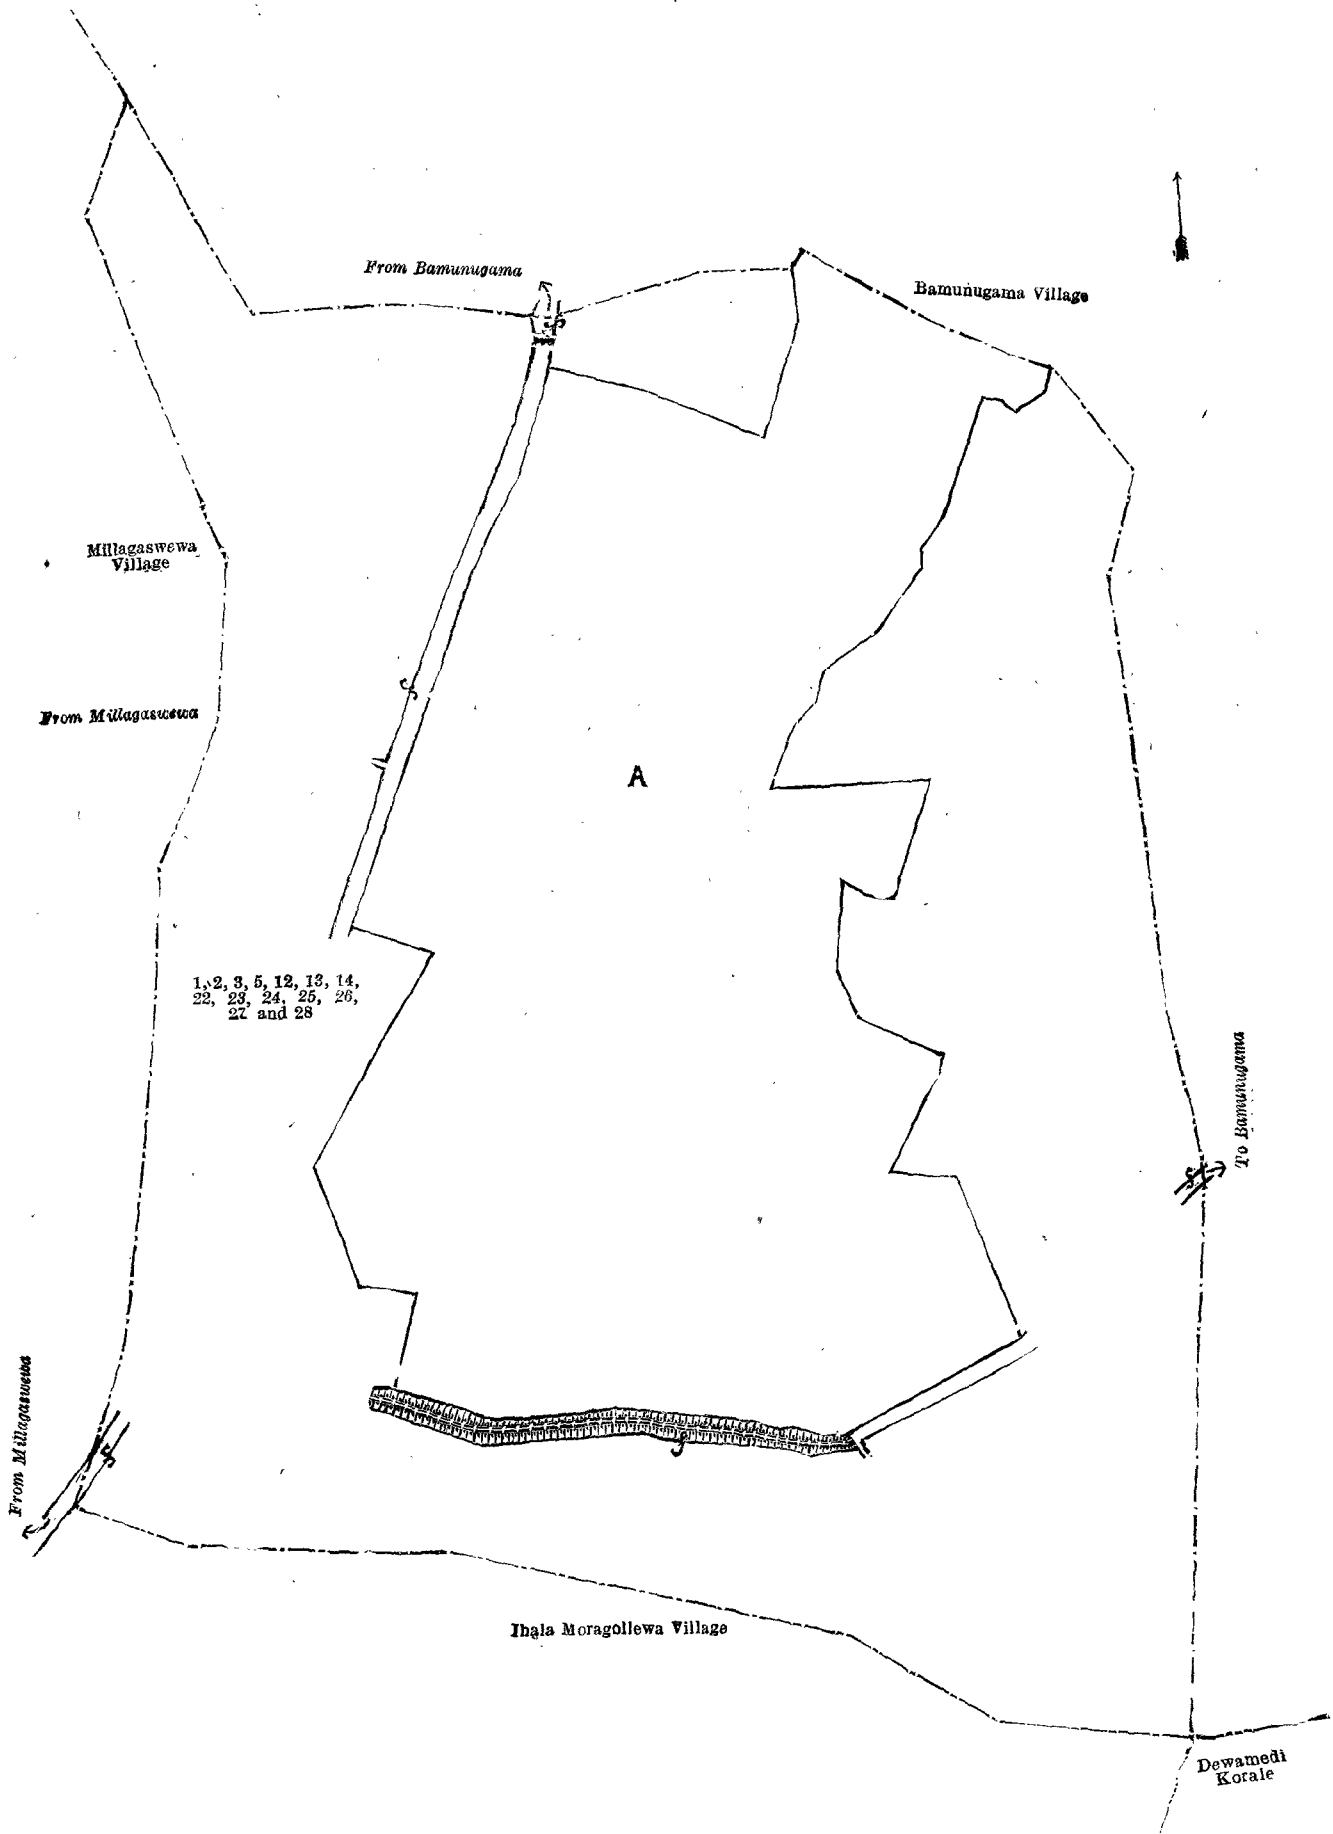 From Bamunugama
Bamunugama Village
Millagaswewa
Village
From Millagaswewa
A
1, 2, 3, 5, 12, 13, 14,
22, 23, 24, 25, 26,
27 and 28
To Bamunugama
From Millagaswewa
Ihala Moragollewa Village
Dewamedi
Korale